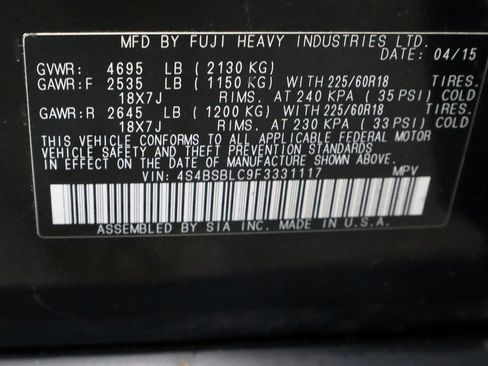 MFD BY FUJI HEAVY INDUSTRIES LTD.
DATE: 04/15
GVWR: 4695 LB (2130 KG)
GAWR:F 2535 LB (1150 KG) WITH 225/60R18 TIRES.
18X7J RIMS. AT 240 KPA (35 PSI) COLD
GAWR:R 2645 LB (1200 KG) WITH 225/60R18 TIRES.
18X7J RIMS. AT 230 KPA (33 PSI) COLD
THIS VEHICLE CONFORMS TO ALL APPLICABLE FEDERAL MOTOR
VEHICLE SAFETY AND THEFT PREVENTION STANDARDS
IN EFFECT ON THE DATE OF MANUFACTURE SHOWN ABOVE.
VIN: 4S4BSBLC9F3331117 MPV
ASSEMBLED BY SIA INC. MADE IN U.S.A.